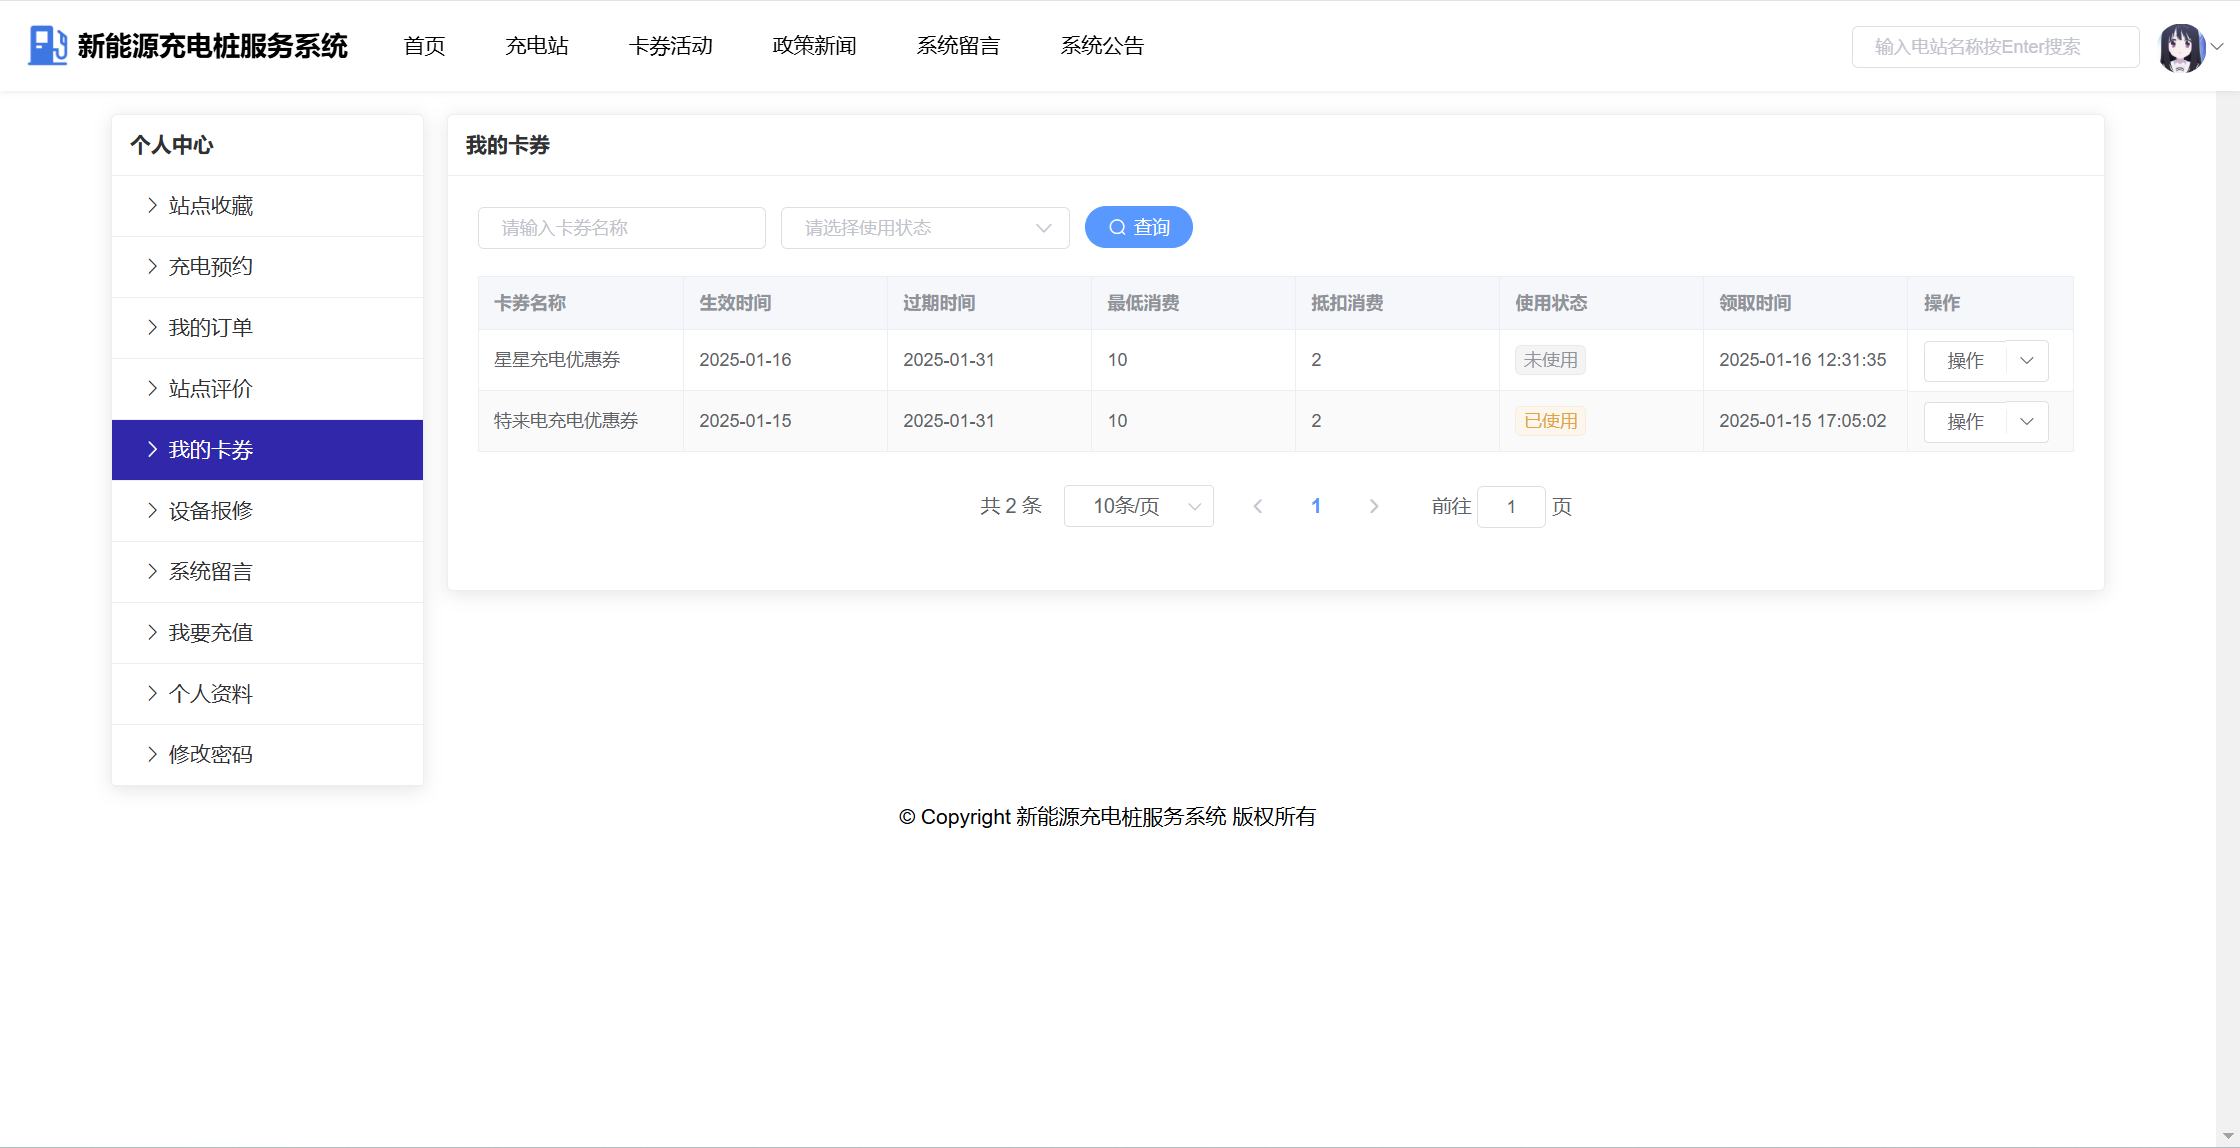 新能源充电桩服务系统 首页 充电站 卡券活动 政策新闻 系统留言 系统公告 输入电站名称按Enter搜索
个人中心
站点收藏
充电预约
我的订单
站点评价
我的卡券
设备报修
系统留言
我要充值
个人资料
修改密码
我的卡券
请输入卡券名称 请选择使用状态 查询
卡券名称 生效时间 过期时间 最低消费 抵扣消费 使用状态 领取时间 操作
星星充电优惠券 2025-01-16 2025-01-31 10 2 未使用 2025-01-16 12:31:35 操作
特来电充电优惠券 2025-01-15 2025-01-31 10 2 已使用 2025-01-15 17:05:02 操作
共 2 条 10条/页 1 前往 1 页
© Copyright 新能源充电桩服务系统 版权所有